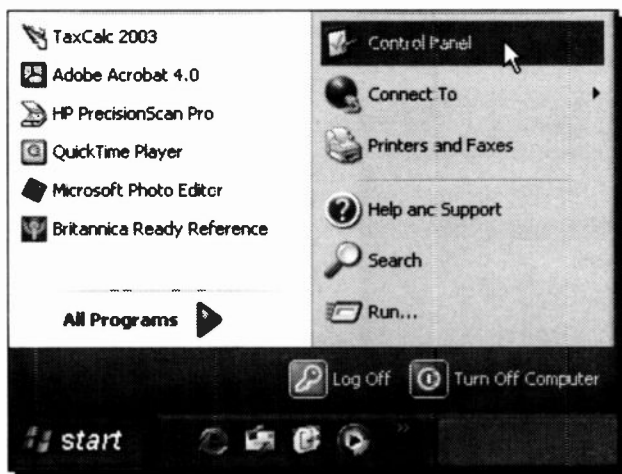 TaxCalc 2003
Adobe Acrobat 4.0
HP PrecisionScan Pro
QuickTime Player
Microsoft Photo Editor
Britannica Ready Reference
All Programs
Control Panel
Connect To
Printers and Faxes
Help and Support
Search
Run...
Log Off
Turn Off Computer
start